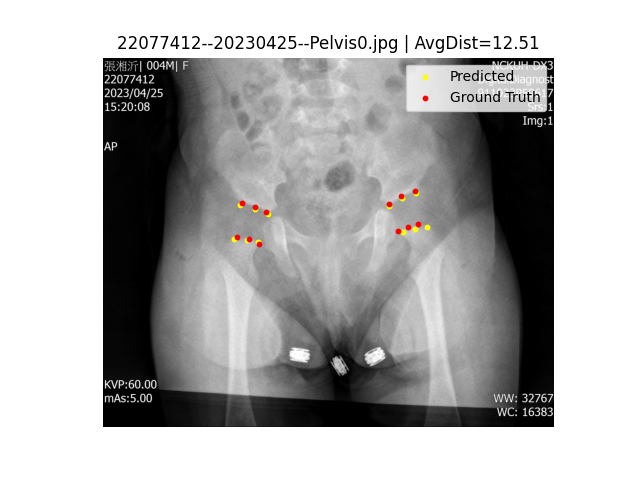 22077412--20230425--Pelvis0.jpg | AvgDist=12.51
張湘沂| 004M| F
22077412
2023/04/25
15:20:08
AP
NCKUH-DX3
Predicted
Ground Truth
Srs:1
Img:1
KVP:60.00
mAs:5.00
WW: 32767
WC: 16383